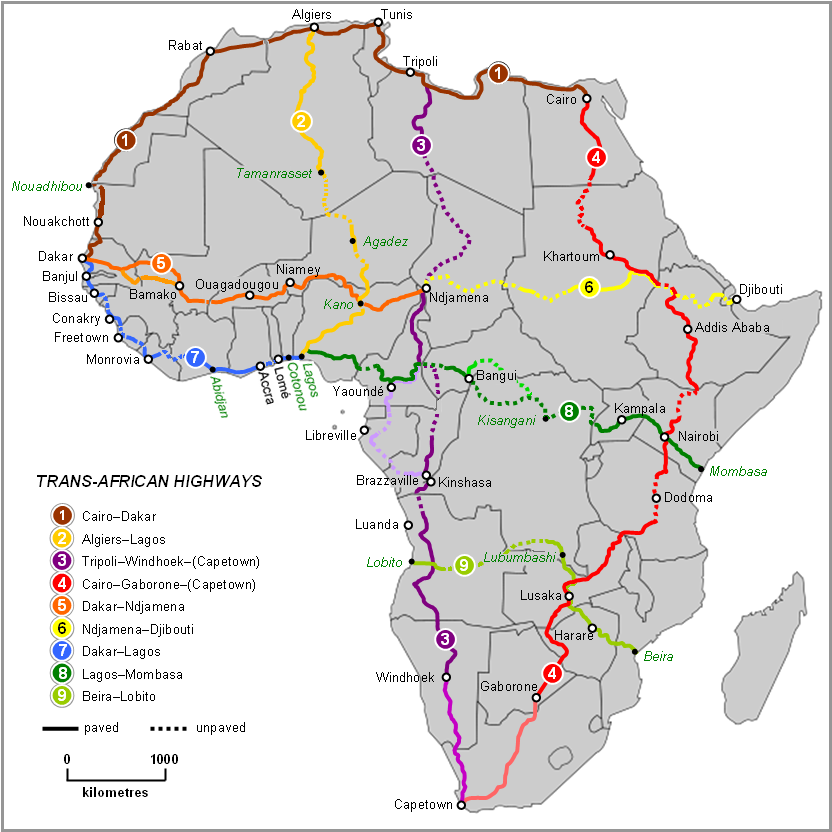 Algiers
Tunis
Rabat
Tripoli
1
Cairo
2
1
3
4
Tamanrasset
Nouadhibou
Nouakchott
Agadez
Dakar
5
Khartoum
Banjul
Niamey
Ouagadougou
Bissau
Bamako
Kano
Ndjamena
6
Djibouti
Conakry
Addis Ababa
Freetown
Monrovia
7
Abidjan
Accra
Lomé
Cotonou
Lagos
Yaoundé
Bangui
Kisangani
8
Kampala
Libreville
Nairobi
Mombasa
Brazzaville
Kinshasa
Dodoma
Luanda
Lobito
9
Lubumbashi
Lusaka
Harare
Beira
3
Windhoek
4
Gaborone
Capetown
TRANS-AFRICAN HIGHWAYS
1 Cairo–Dakar
2 Algiers–Lagos
3 Tripoli–Windhoek–(Capetown)
4 Cairo–Gaborone–(Capetown)
5 Dakar–Ndjamena
6 Ndjamena–Djibouti
7 Dakar–Lagos
8 Lagos–Mombasa
9 Beira–Lobito
paved unpaved
0 1000
kilometres